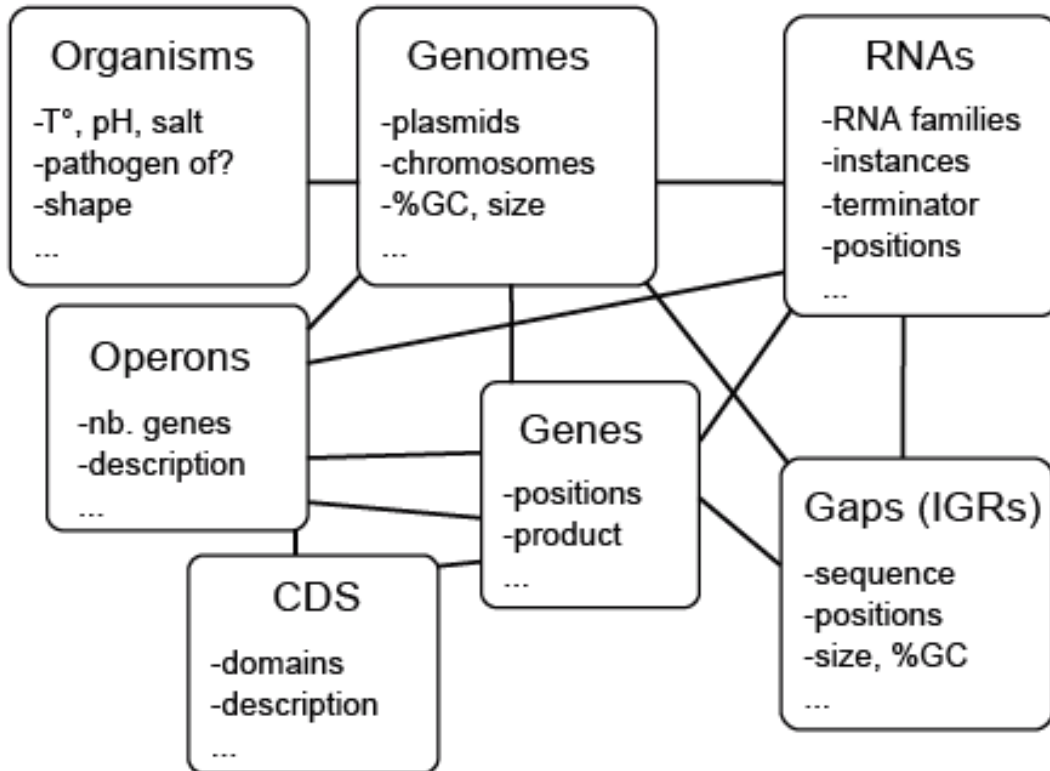 Organisms
-T°, pH, salt
-pathogen of?
-shape
...
Genomes
-plasmids
-chromosomes
-%GC, size
...
RNAs
-RNA families
-instances
-terminator
-positions
...
Operons
-nb. genes
-description
...
Genes
-positions
-product
...
Gaps (IGRs)
-sequence
-positions
-size, %GC
...
CDS
-domains
-description
...